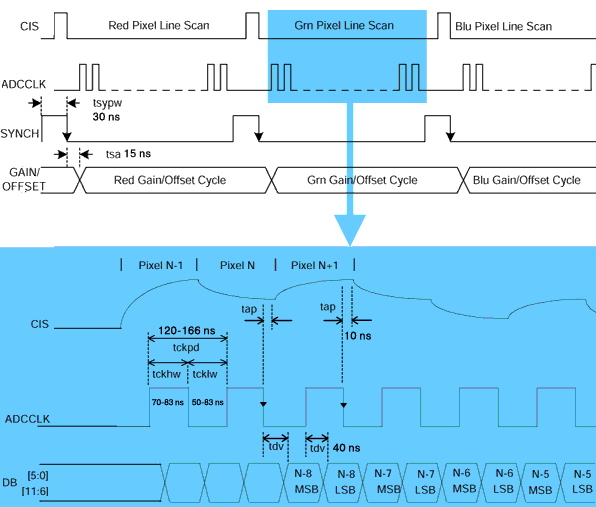 CIS Red Pixel Line Scan Grn Pixel Line Scan Blu Pixel Line Scan
ADCCLK
tsypw
30 ns
SYNCH
tsa 15 ns
GAIN/
OFFSET
Red Gain/Offset Cycle Grn Gain/Offset Cycle Blu Gain/Offset Cycle
Pixel N-1 Pixel N Pixel N+1
tap tap
CIS
120-166 ns 10 ns
tckpd
tckhw tcklw
70-83 ns 50-83 ns
ADCCLK
tdv tdv 40 ns
DB [5:0] [11:6]
N-8 MSB
N-8 LSB
N-7 MSB
N-7 LSB
N-6 MSB
N-6 LSB
N-5 MSB
N-5 LSB